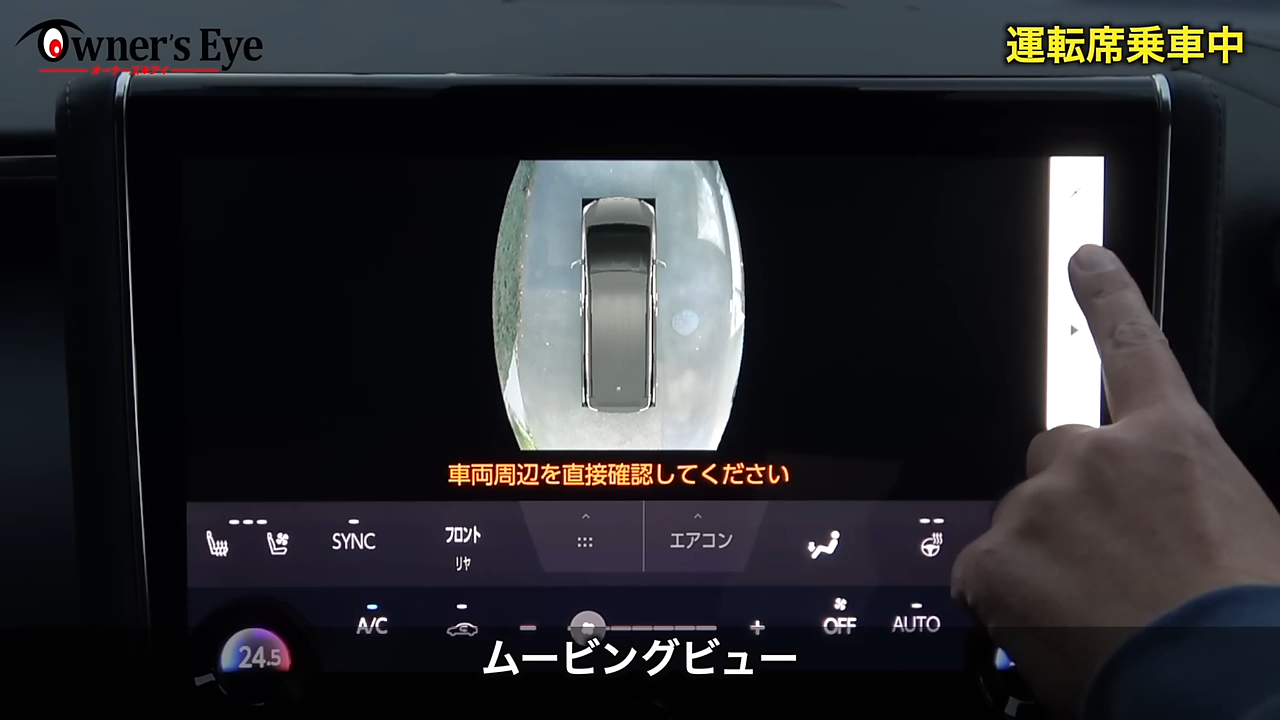 Owner's Eye
オーナーズ・アイ
運転席乗車中
車両周辺を直接確認してください
SYNC
フロント
リヤ
エアコン
A/C
OFF
AUTO
24.5
ムービングビュー